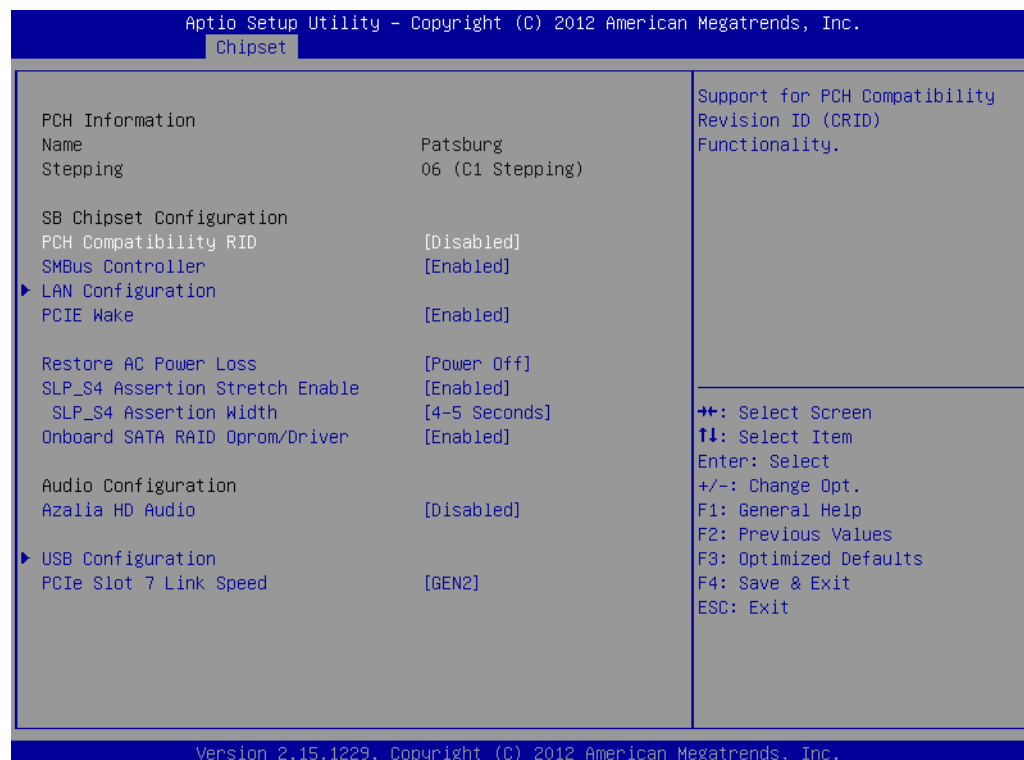 Aptio Setup Utility – Copyright (C) 2012 American Megatrends, Inc.
Chipset
PCH Information
Name Patsburg
Stepping 06 (C1 Stepping)
SB Chipset Configuration
PCH Compatibility RID [Disabled]
SMBus Controller [Enabled]
LAN Configuration
PCIE Wake [Enabled]
Restore AC Power Loss [Power Off]
SLP_S4 Assertion Stretch Enable [Enabled]
SLP_S4 Assertion Width [4-5 Seconds]
Onboard SATA RAID Oprom/Driver [Enabled]
Audio Configuration
Azalia HD Audio [Disabled]
USB Configuration
PCIe Slot 7 Link Speed [GEN2]
Support for PCH Compatibility
Revision ID (CRID)
Functionality.
→←: Select Screen
↑↓: Select Item
Enter: Select
+/-: Change Opt.
F1: General Help
F2: Previous Values
F3: Optimized Defaults
F4: Save & Exit
ESC: Exit
Version 2.15.1229. Copyright (C) 2012 American Megatrends, Inc.